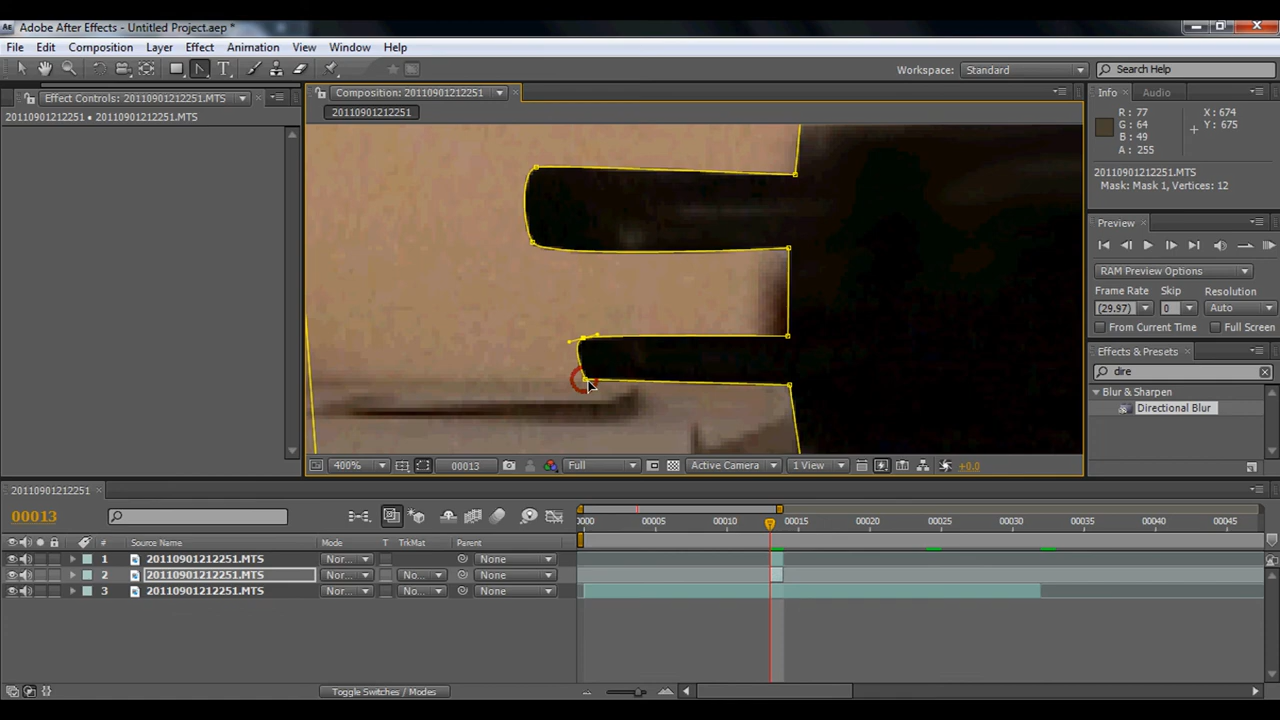 Adobe After Effects - Untitled Project.aep *
File Edit Composition Layer Effect Animation View Window Help
Workspace: Standard Search Help
Effect Controls: 20110901212251.MTS
20110901212251 • 20110901212251.MTS
Composition: 20110901212251
20110901212251
Info Audio
R: 77 X: 674
G: 64 Y: 675
B: 49
A: 255
20110901212251.MTS
Mask: Mask 1, Vertices: 12
Preview
RAM Preview Options
Frame Rate Skip Resolution
(29.97) 0 Auto
From Current Time Full Screen
Effects & Presets
dire
Blur & Sharpen
Directional Blur
400% 00013 Full Active Camera 1 View +0.0
20110901212251
00013
0000 00005 00010 00015 00020 00025 00030 00035 00040 00045
# Source Name Mode T TrkMat Parent
1 20110901212251.MTS Nor... None
2 20110901212251.MTS Nor... No... None
3 20110901212251.MTS Nor... No... None
Toggle Switches / Modes